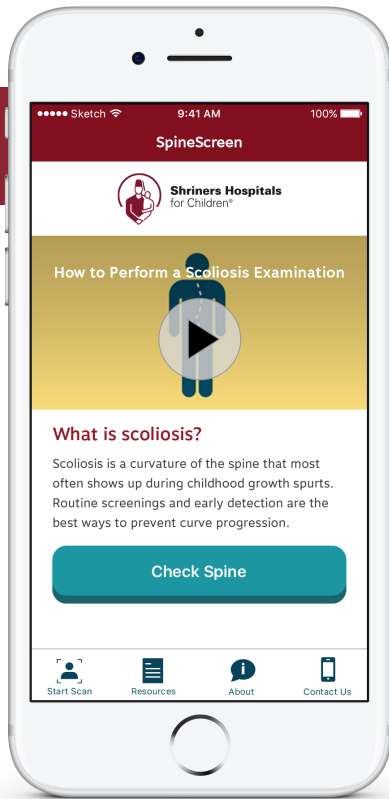 Sketch 9:41 AM 100%
SpineScreen
Shriners Hospitals
for Children®
How to Perform a Scoliosis Examination
What is scoliosis?
Scoliosis is a curvature of the spine that most
often shows up during childhood growth spurts.
Routine screenings and early detection are the
best ways to prevent curve progression.
Check Spine
Start Scan Resources About Contact Us